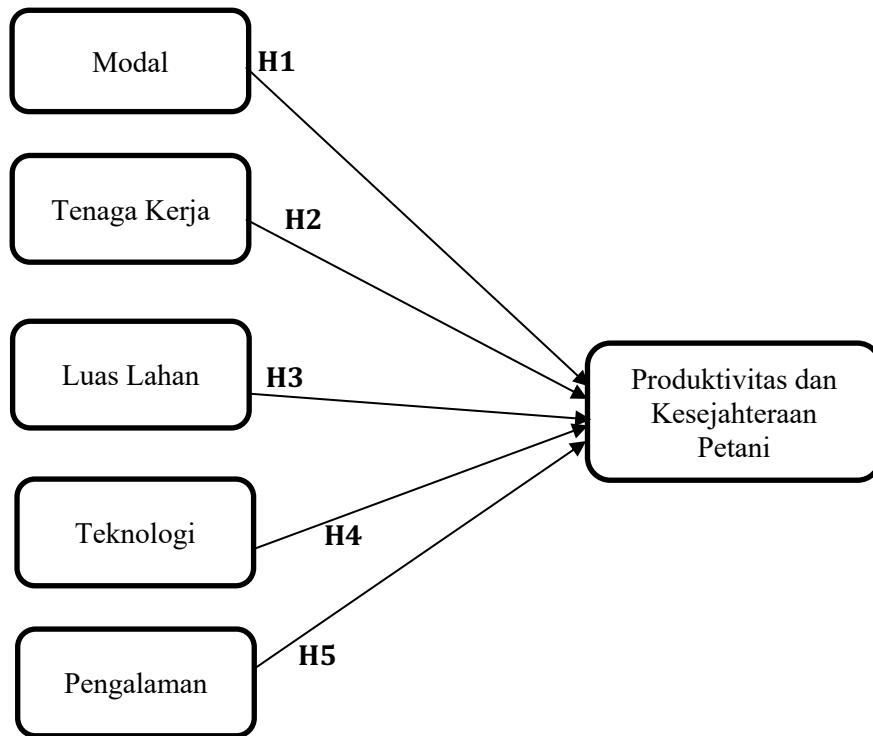 Modal
H1
Tenaga Kerja
H2
Luas Lahan
H3
Produktivitas dan
Kesejahteraan
Petani
Teknologi
H4
Pengalaman
H5